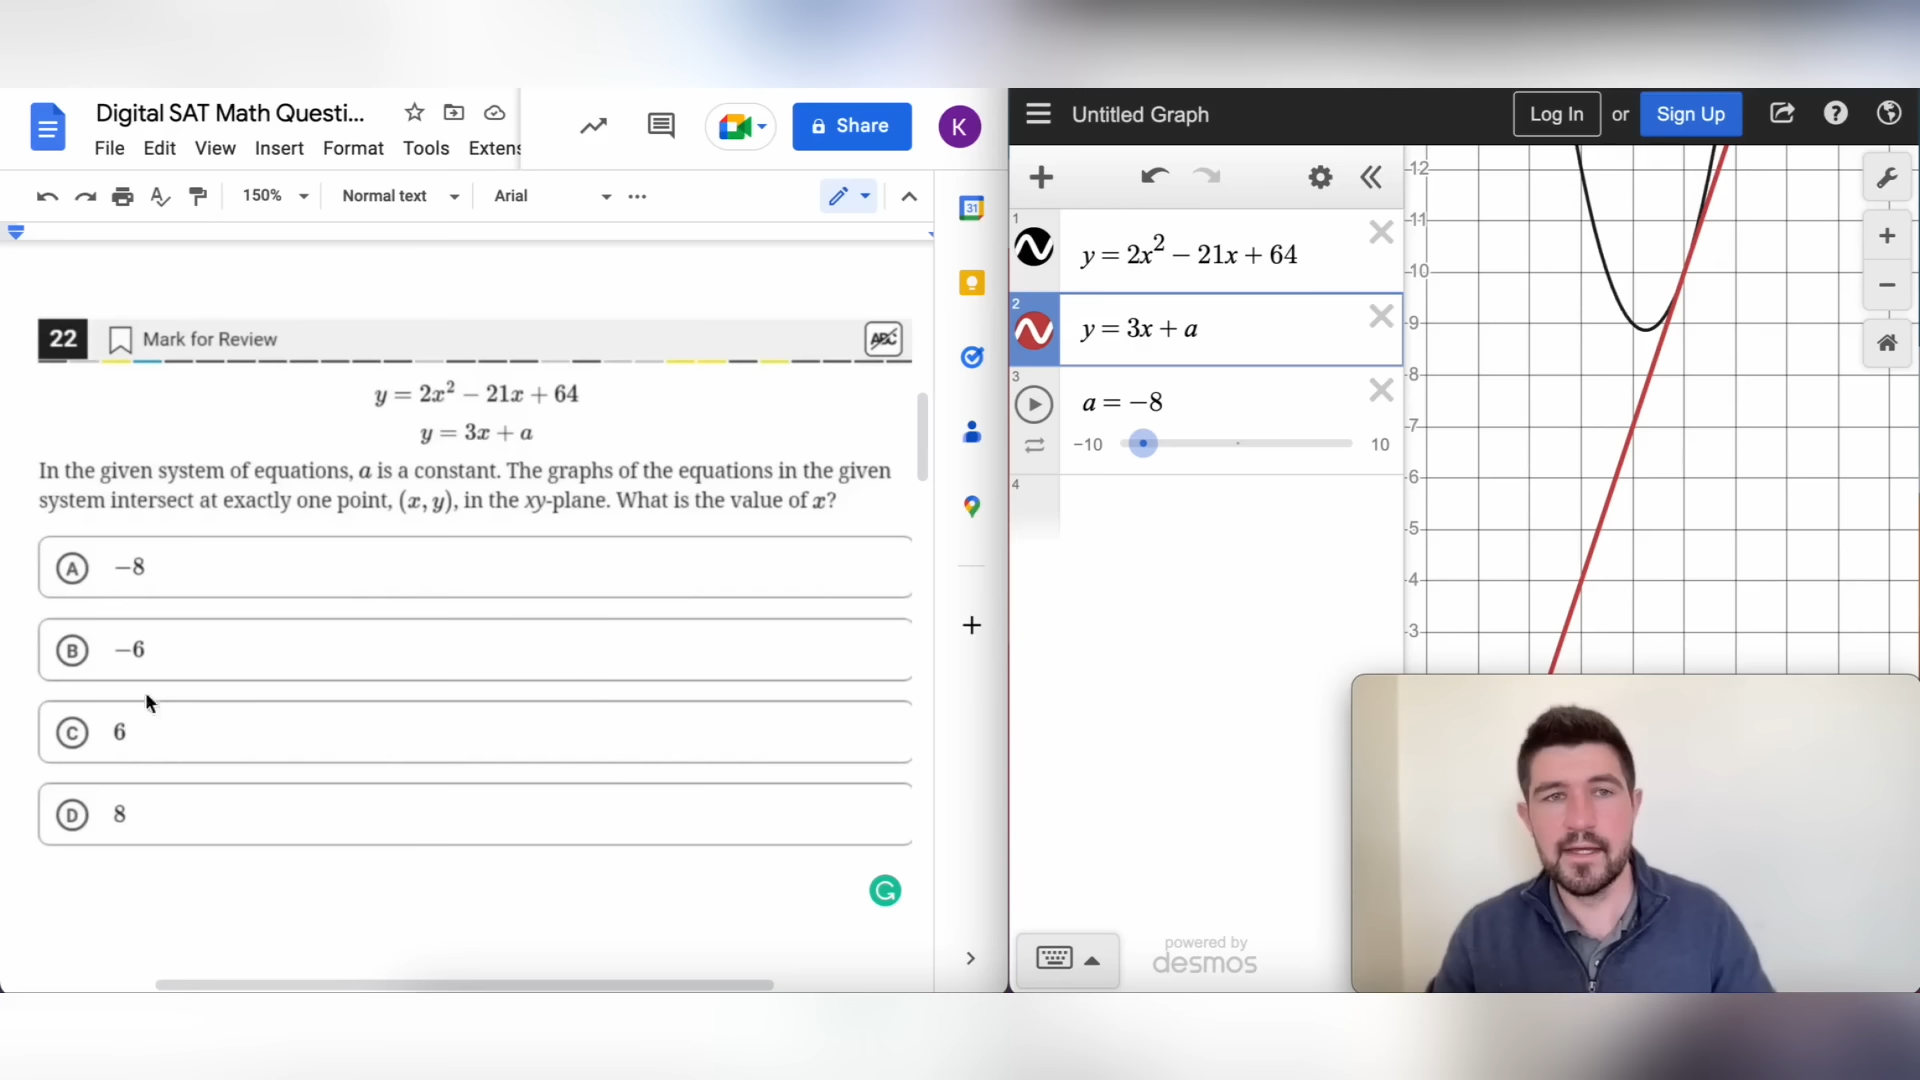 Digital SAT Math Questi...
File Edit View Insert Format Tools Extens
Share
K
150% Normal text Arial
31
22 Mark for Review ABC
y = 2x² − 21x + 64
y = 3x + a
In the given system of equations, a is a constant. The graphs of the equations in the given
system intersect at exactly one point, (x, y), in the xy-plane. What is the value of x?
A −8
B −6
C 6
D 8
Untitled Graph
Log In or Sign Up
1
y = 2x² − 21x + 64
2
y = 3x + a
3
a = −8
−10 10
4
powered by
desmos
12
11
10
9
8
7
6
5
4
3